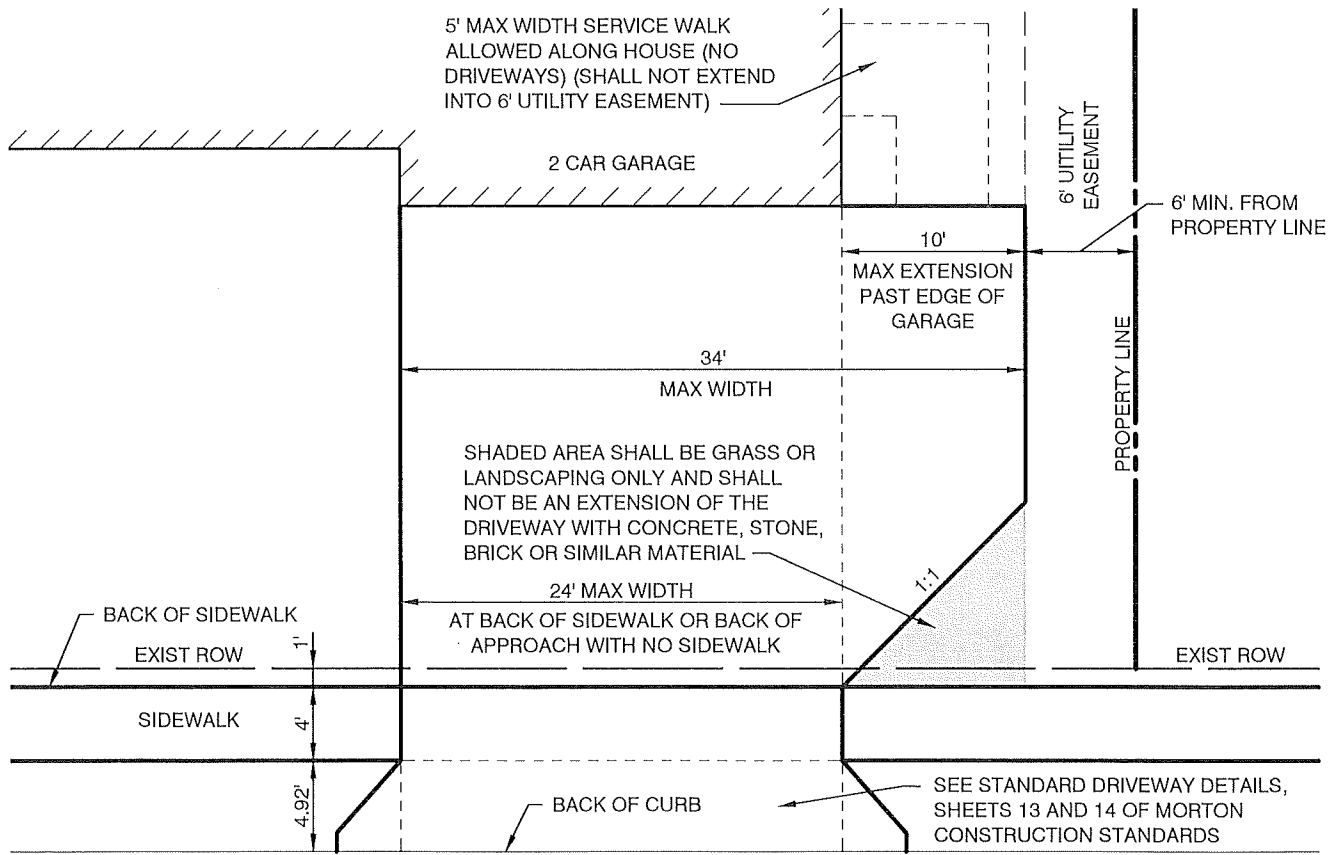 5' MAX WIDTH SERVICE WALK
ALLOWED ALONG HOUSE (NO
DRIVEWAYS) (SHALL NOT EXTEND
INTO 6' UTILITY EASEMENT)
2 CAR GARAGE
6' UITILITY
EASEMENT
6' MIN. FROM
PROPERTY LINE
10'
MAX EXTENSION
PAST EDGE OF
GARAGE
PROPERTY LINE
34'
MAX WIDTH
SHADED AREA SHALL BE GRASS OR
LANDSCAPING ONLY AND SHALL
NOT BE AN EXTENSION OF THE
DRIVEWAY WITH CONCRETE, STONE,
BRICK OR SIMILAR MATERIAL
1:1
24' MAX WIDTH
AT BACK OF SIDEWALK OR BACK OF
APPROACH WITH NO SIDEWALK
BACK OF SIDEWALK
1'
EXIST ROW
EXIST ROW
SIDEWALK
4'
4.92'
BACK OF CURB
SEE STANDARD DRIVEWAY DETAILS,
SHEETS 13 AND 14 OF MORTON
CONSTRUCTION STANDARDS